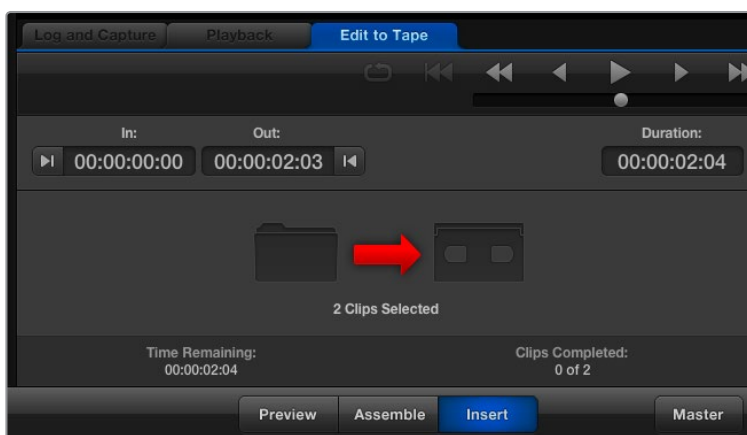 Log and Capture Playback Edit to Tape
In: Out: Duration:
00:00:00:00 00:00:02:03 00:00:02:04
2 Clips Selected
Time Remaining: Clips Completed:
00:00:02:04 0 of 2
Preview Assemble Insert Master